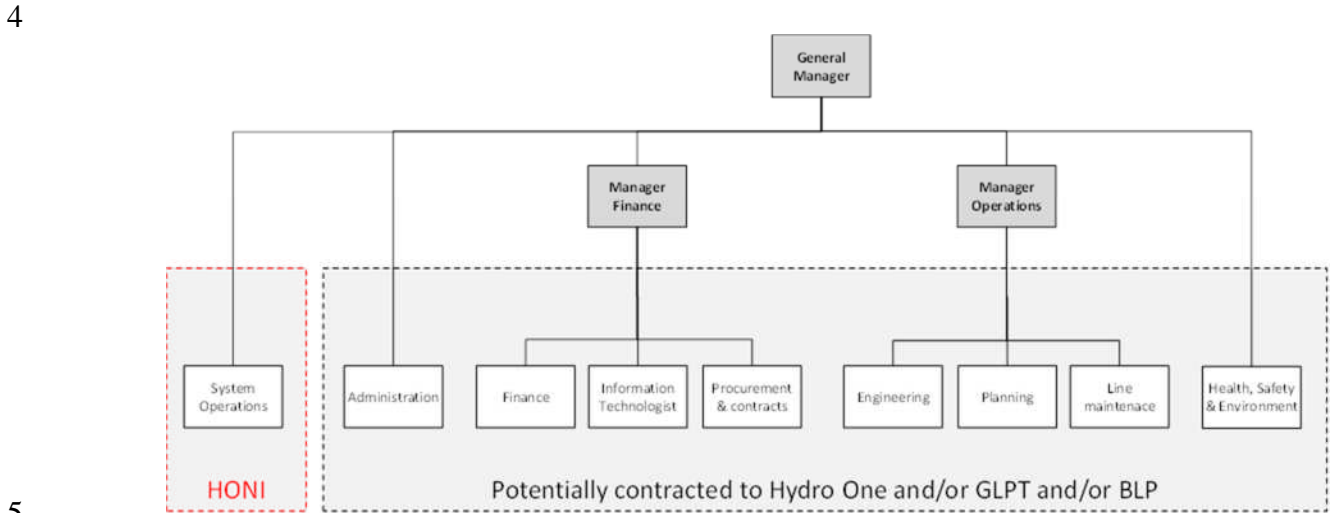 4
General
Manager
Manager
Finance
Manager
Operations
System
Operations
Administration
Finance
Information
Technologist
Procurement
& contracts
Engineering
Planning
Line
maintenace
Health, Safety
& Environment
HONI
Potentially contracted to Hydro One and/or GLPT and/or BLP
5